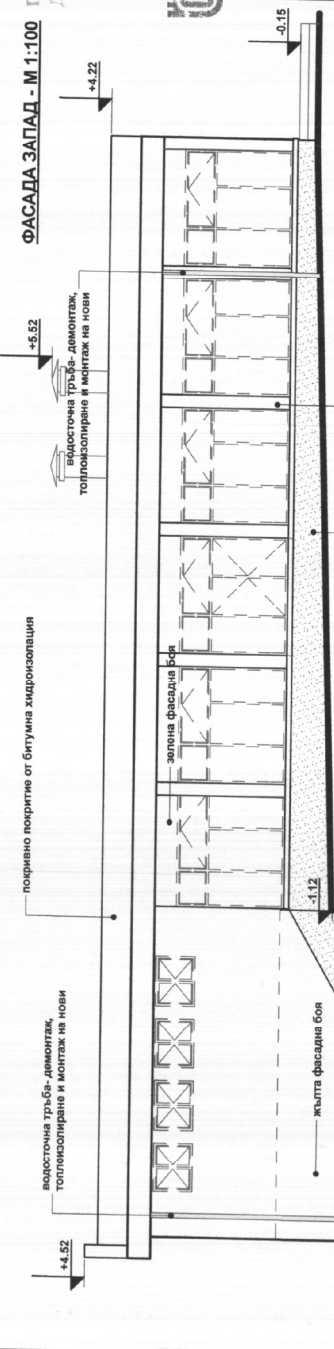 ФАСАДА ЗАПАД - М 1:100
+4.52
водосточна тръба- демонтаж,
топлоизолиране и монтаж на нови
покривно покритие от битумна хидроизолация
+5.52
водосточна тръба- демонтаж,
топлоизолиране и монтаж на нови
+4.22
-0.15
зелена фасадна боя
-1.12
жълта фасадна боя